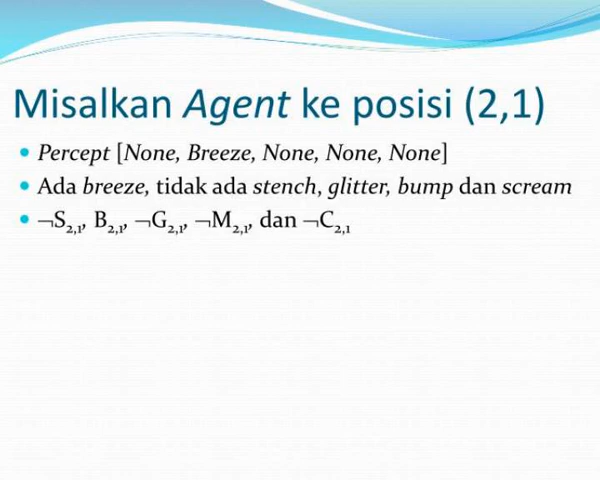 Misalkan Agent ke posisi (2,1)
• Percept [None, Breeze, None, None, None]
• Ada breeze, tidak ada stench, glitter, bump dan scream
• ¬S2,1, B2,1, ¬G2,1, ¬M2,1, dan ¬C2,1